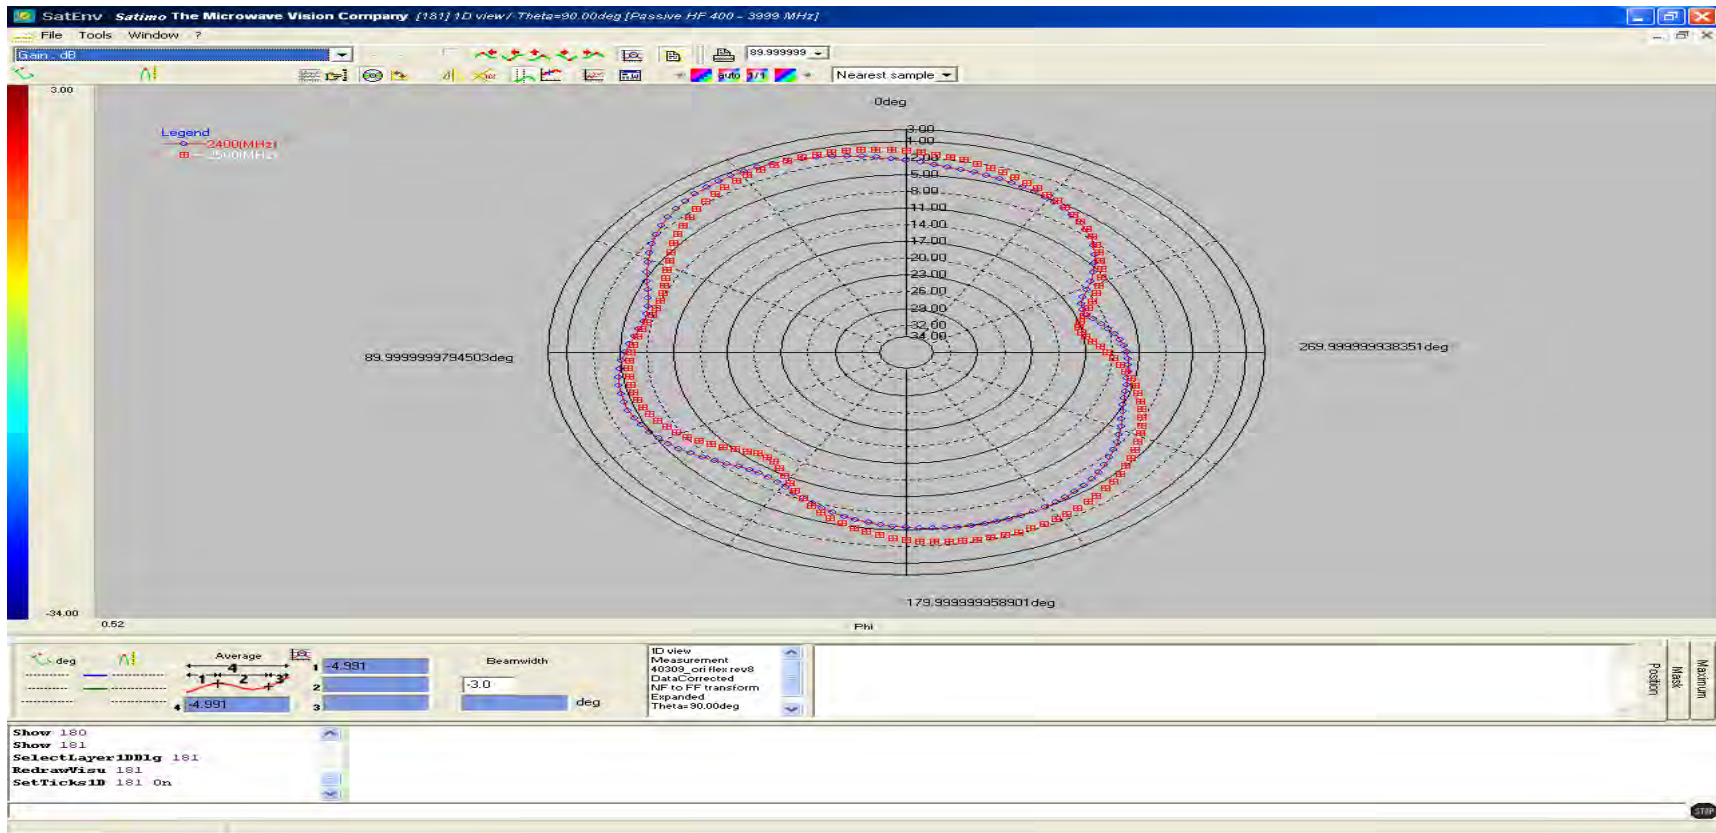 SatEnv Satimo The Microwave Vision Company [181] 1D view/ Theta=90.00deg [Passive HF 400 - 3999 MHz]
File Tools Window ?
Gain . dB
89.999999
auto 1/1 Nearest sample
3.00
0deg
Legend
2400(MHz)
2500(MHz)
3.00
1.00
2.00
5.00
8.00
11.00
14.00
17.00
20.00
23.00
26.00
29.00
32.00
34.00
89.9999999794503deg
269.999999938351deg
179.999999958901deg
-34.00
0.52
Phi
deg
Average
4
1 2 3
4 -4.991
1 -4.991
2
3
Beamwidth
-3.0
deg
1D view
Measurement
40309_ori flex rev8
DataCorrected
NF to FF transform
Expanded
Theta=90.00deg
Position
Mask
Maximum
Show 180
Show 181
SelectLayer1DDlg 181
RedrawVisu 181
SetTicks1D 181 On
STOP